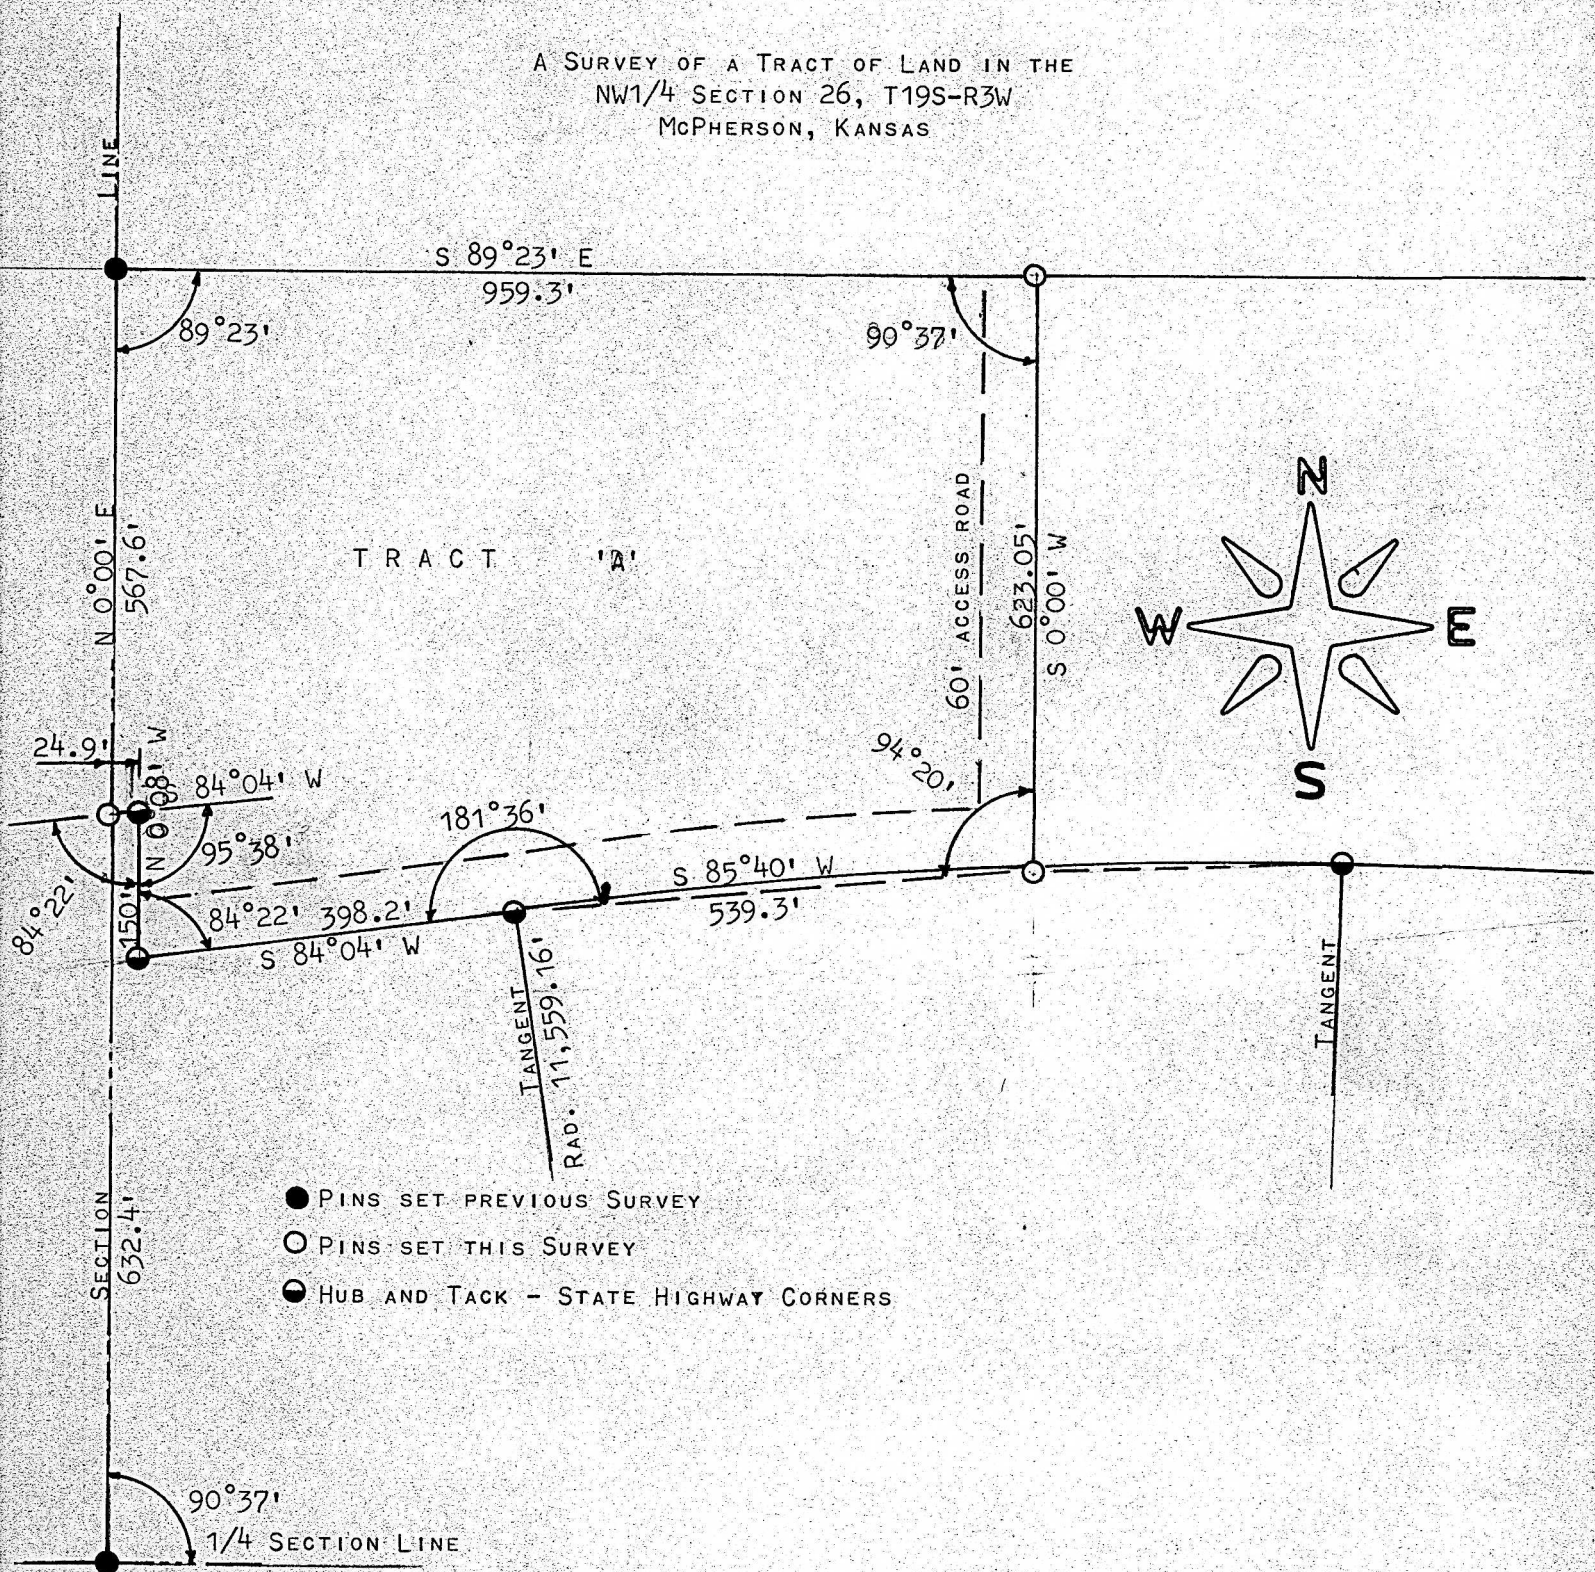 A SURVEY OF A TRACT OF LAND IN THE
NW1/4 SECTION 26, T19S-R3W
MCPHERSON, KANSAS
LINE
S 89°23' E
959.3'
89°23'
90°37'
N 0°00' E
567.6'
TRACT 'A'
60' ACCESS ROAD
623.05'
S 0°00' W
N
W
E
S
24.9'
N 0°08' W
S 84°04' W
95°38'
84°22'
150'
84°22' 398.2'
S 84°04' W
181°36'
94°20'
S 85°40' W
539.3'
TANGENT
RAD. 11,559.16'
TANGENT
PINS SET PREVIOUS SURVEY
PINS SET THIS SURVEY
HUB AND TACK - STATE HIGHWAY CORNERS
SECTION
632.4'
90°37'
1/4 SECTION LINE